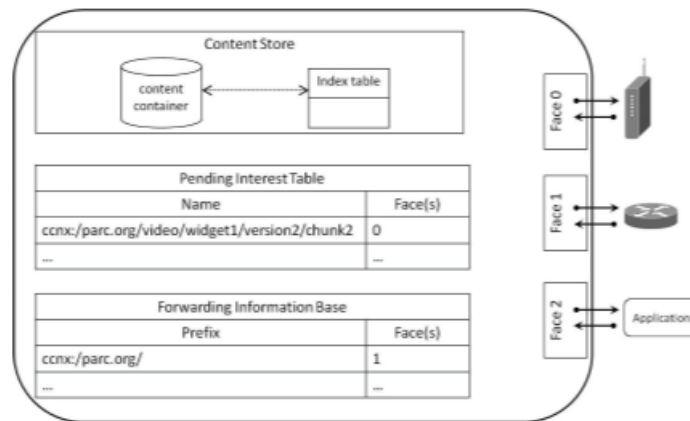 Content Store
content
container
Index table
Pending Interest Table
Name Face(s)
ccnx:/parc.org/video/widget1/version2/chunk2 0
... ...
Forwarding Information Base
Prefix Face(s)
ccnx:/parc.org/ 1
... ...
Face 0
Face 1
Face 2
Application